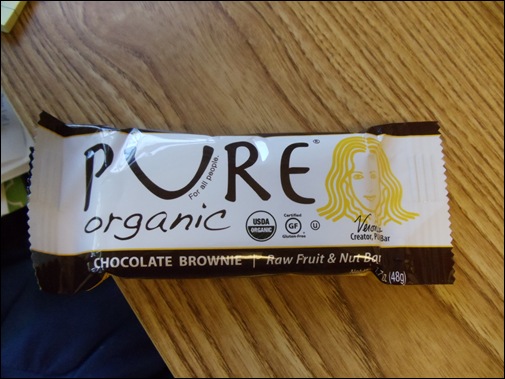 PURE®
For all people.
organic
USDA
ORGANIC
Certified
GF
Gluten-Free
U
Creator, P Bar
CHOCOLATE BROWNIE | Raw Fruit & Nut Bar
(48g)